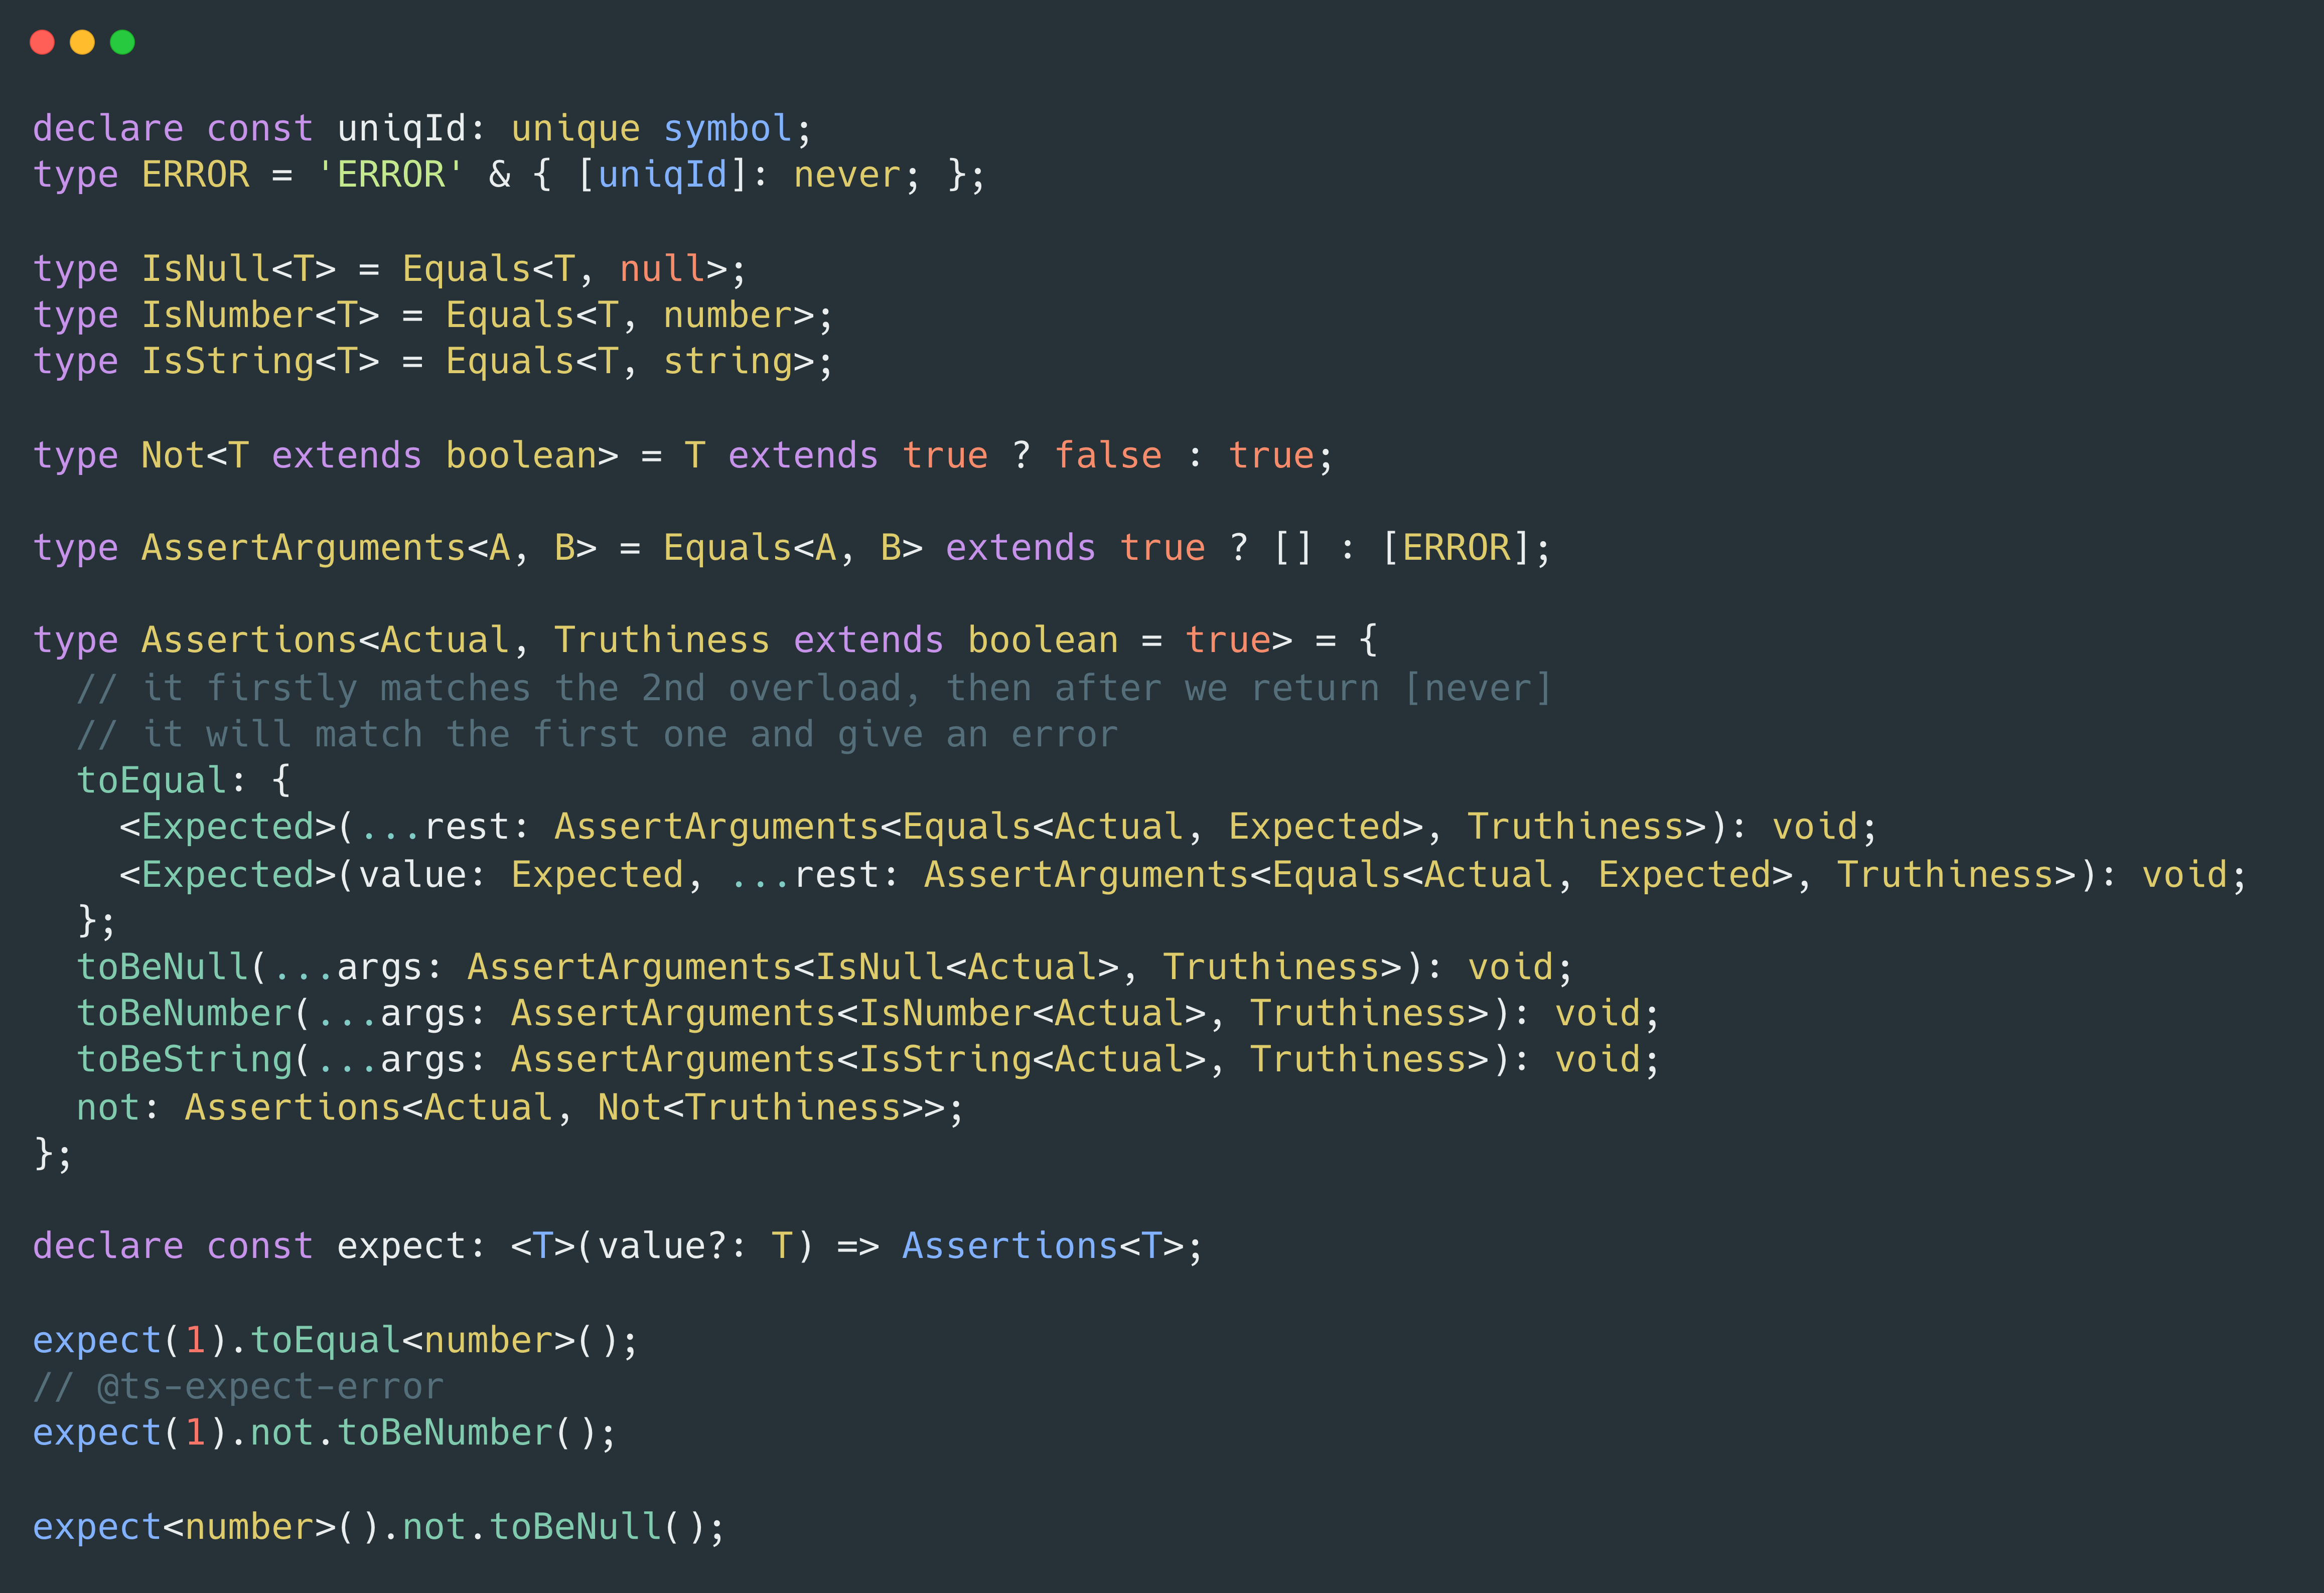 declare const uniqId: unique symbol;
type ERROR = 'ERROR' & { [uniqId]: never; };
type IsNull<T> = Equals<T, null>;
type IsNumber<T> = Equals<T, number>;
type IsString<T> = Equals<T, string>;
type Not<T extends boolean> = T extends true ? false : true;
type AssertArguments<A, B> = Equals<A, B> extends true ? [] : [ERROR];
type Assertions<Actual, Truthiness extends boolean = true> = {
  // it firstly matches the 2nd overload, then after we return [never]
  // it will match the first one and give an error
  toEqual: {
    <Expected>(...rest: AssertArguments<Equals<Actual, Expected>, Truthiness>): void;
    <Expected>(value: Expected, ...rest: AssertArguments<Equals<Actual, Expected>, Truthiness>): void;
  };
  toBeNull(...args: AssertArguments<IsNull<Actual>, Truthiness>): void;
  toBeNumber(...args: AssertArguments<IsNumber<Actual>, Truthiness>): void;
  toBeString(...args: AssertArguments<IsString<Actual>, Truthiness>): void;
  not: Assertions<Actual, Not<Truthiness>>;
};
declare const expect: <T>(value?: T) => Assertions<T>;
expect(1).toEqual<number>();
// @ts-expect-error
expect(1).not.toBeNumber();
expect<number>().not.toBeNull();